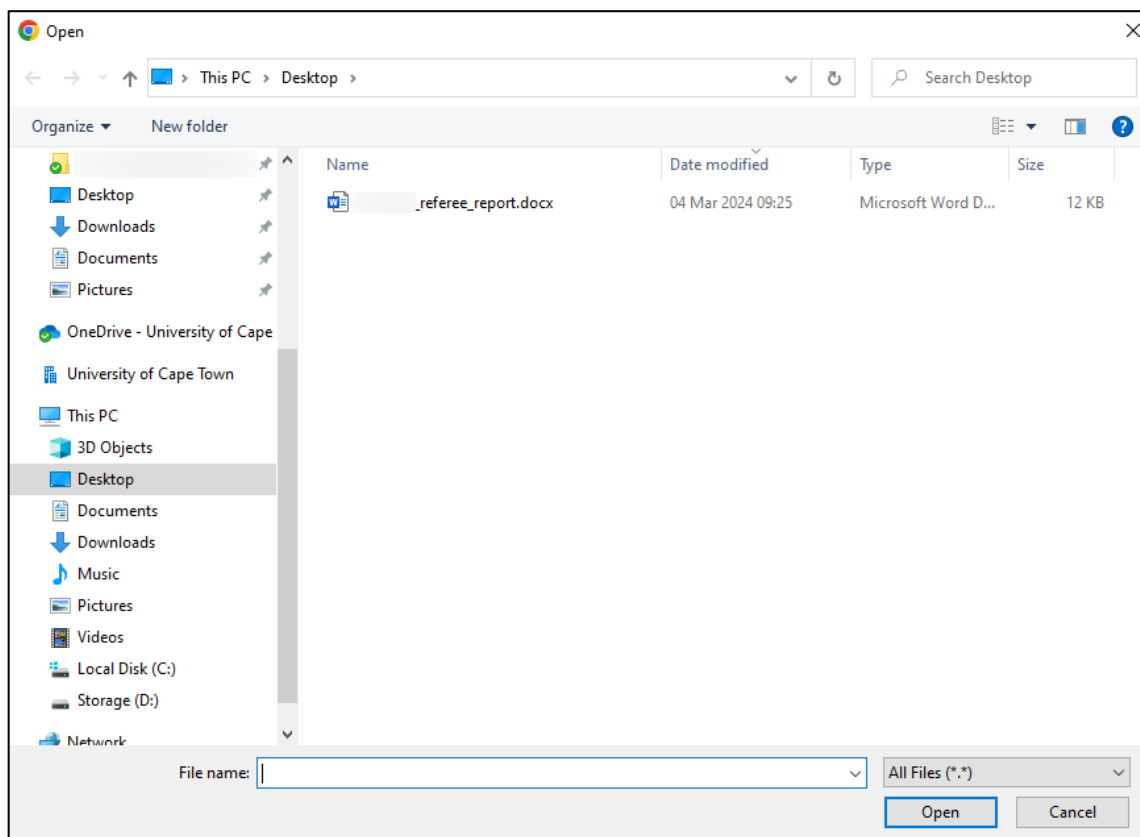 Open
This PC > Desktop >
Search Desktop
Organize
New folder
Name Date modified Type Size
_referee_report.docx 04 Mar 2024 09:25 Microsoft Word D... 12 KB
Desktop
Downloads
Documents
Pictures
OneDrive - University of Cape
University of Cape Town
This PC
3D Objects
Desktop
Documents
Downloads
Music
Pictures
Videos
Local Disk (C:)
Storage (D:)
Network
File name:
All Files (*.*)
Open
Cancel